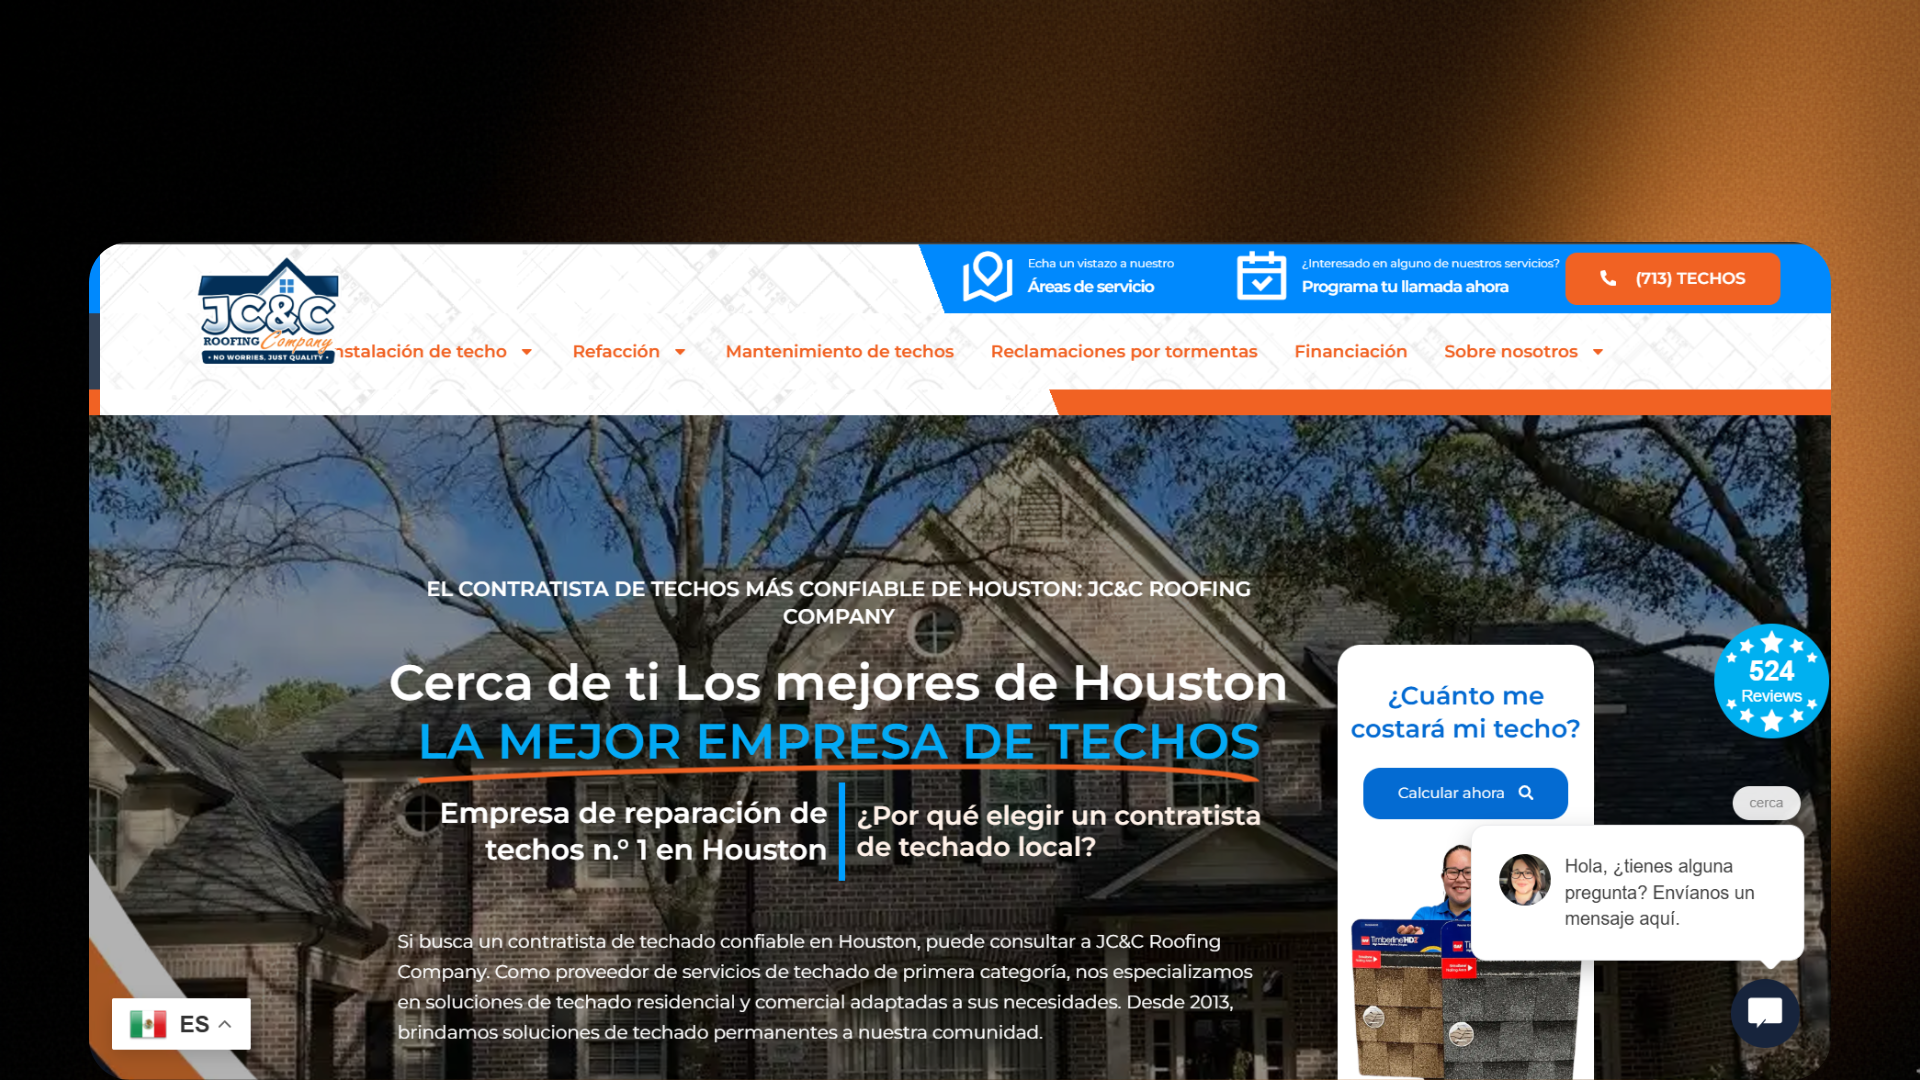 JC&C
ROOFING Company
• NO WORRIES, JUST QUALITY •
Echa un vistazo a nuestro
Áreas de servicio
¿Interesado en alguno de nuestros servicios?
Programa tu llamada ahora
(713) TECHOS
nstalación de techo
Refacción
Mantenimiento de techos
Reclamaciones por tormentas
Financiación
Sobre nosotros
EL CONTRATISTA DE TECHOS MÁS CONFIABLE DE HOUSTON: JC&C ROOFING
COMPANY
Cerca de ti Los mejores de Houston
LA MEJOR EMPRESA DE TECHOS
Empresa de reparación de
techos n.° 1 en Houston
¿Por qué elegir un contratista
de techado local?
Si busca un contratista de techado confiable en Houston, puede consultar a JC&C Roofing
Company. Como proveedor de servicios de techado de primera categoría, nos especializamos
en soluciones de techado residencial y comercial adaptadas a sus necesidades. Desde 2013,
brindamos soluciones de techado permanentes a nuestra comunidad.
¿Cuánto me
costará mi techo?
Calcular ahora
524
Reviews
cerca
Hola, ¿tienes alguna
pregunta? Envíanos un
mensaje aquí.
Timberline HDZ
ES